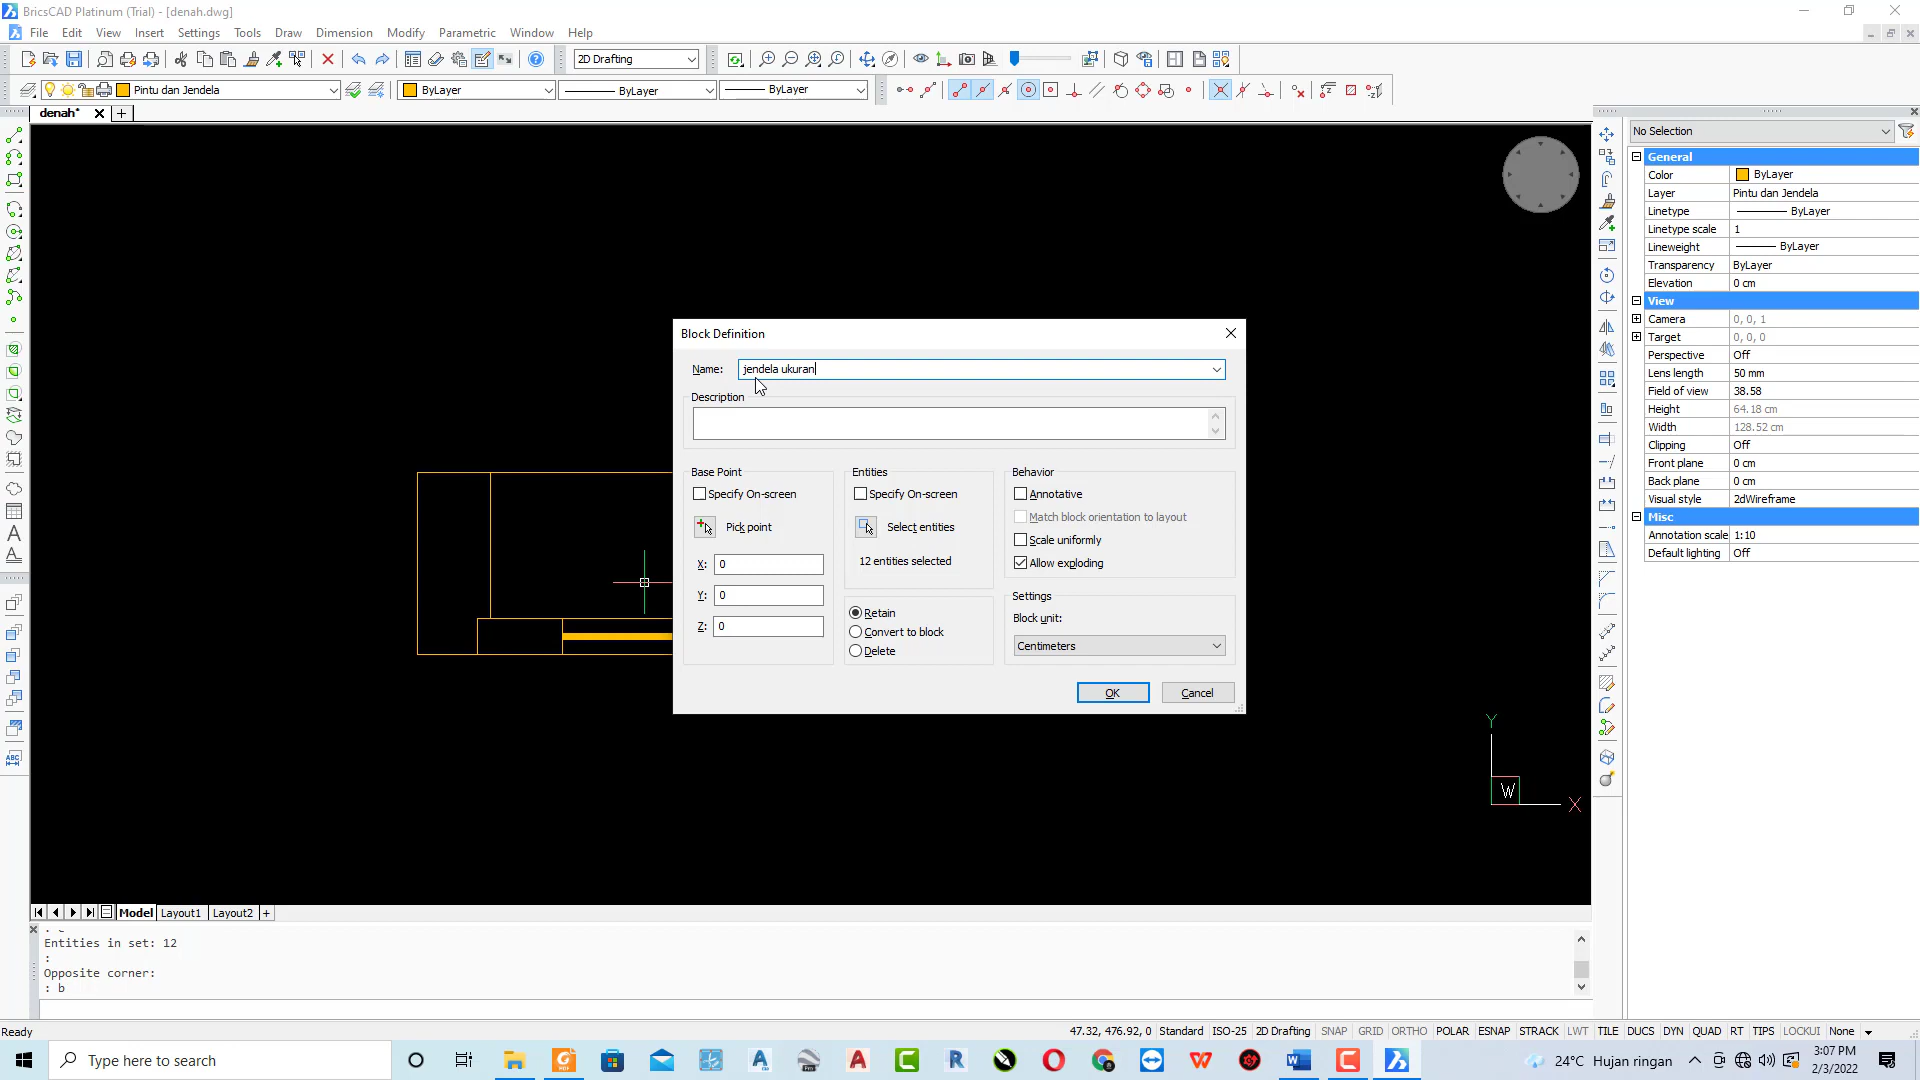 BricsCAD Platinum (Trial) - [denah.dwg]
File Edit View Insert Settings Tools Draw Dimension Modify Parametric Window Help
2D Drafting
Pintu dan Jendela
ByLayer
ByLayer
ByLayer
denah*
No Selection
General
Color ByLayer
Layer Pintu dan Jendela
Linetype ByLayer
Linetype scale 1
Lineweight ByLayer
Transparency ByLayer
Elevation 0 cm
View
Camera 0, 0, 1
Target 0, 0, 0
Perspective Off
Lens length 50 mm
Field of view 38.58
Height 64.18 cm
Width 128.52 cm
Clipping Off
Front plane 0 cm
Back plane 0 cm
Visual style 2dWireframe
Misc
Annotation scale 1:10
Default lighting Off
Block Definition
Name: jendela ukuran
Description
Base Point
Specify On-screen
Pick point
X: 0
Y: 0
Z: 0
Entities
Specify On-screen
Select entities
12 entities selected
Retain
Convert to block
Delete
Behavior
Annotative
Match block orientation to layout
Scale uniformly
Allow exploding
Settings
Block unit:
Centimeters
OK Cancel
Y
W
X
Model Layout1 Layout2 +
Entities in set: 12
:
Opposite corner:
: b
Ready
47.32, 476.92, 0 Standard ISO-25 2D Drafting SNAP GRID ORTHO POLAR ESNAP STRACK LWT TILE DUCS DYN QUAD RT TIPS LOCKUI None
Type here to search
24°C Hujan ringan
3:07 PM
2/3/2022